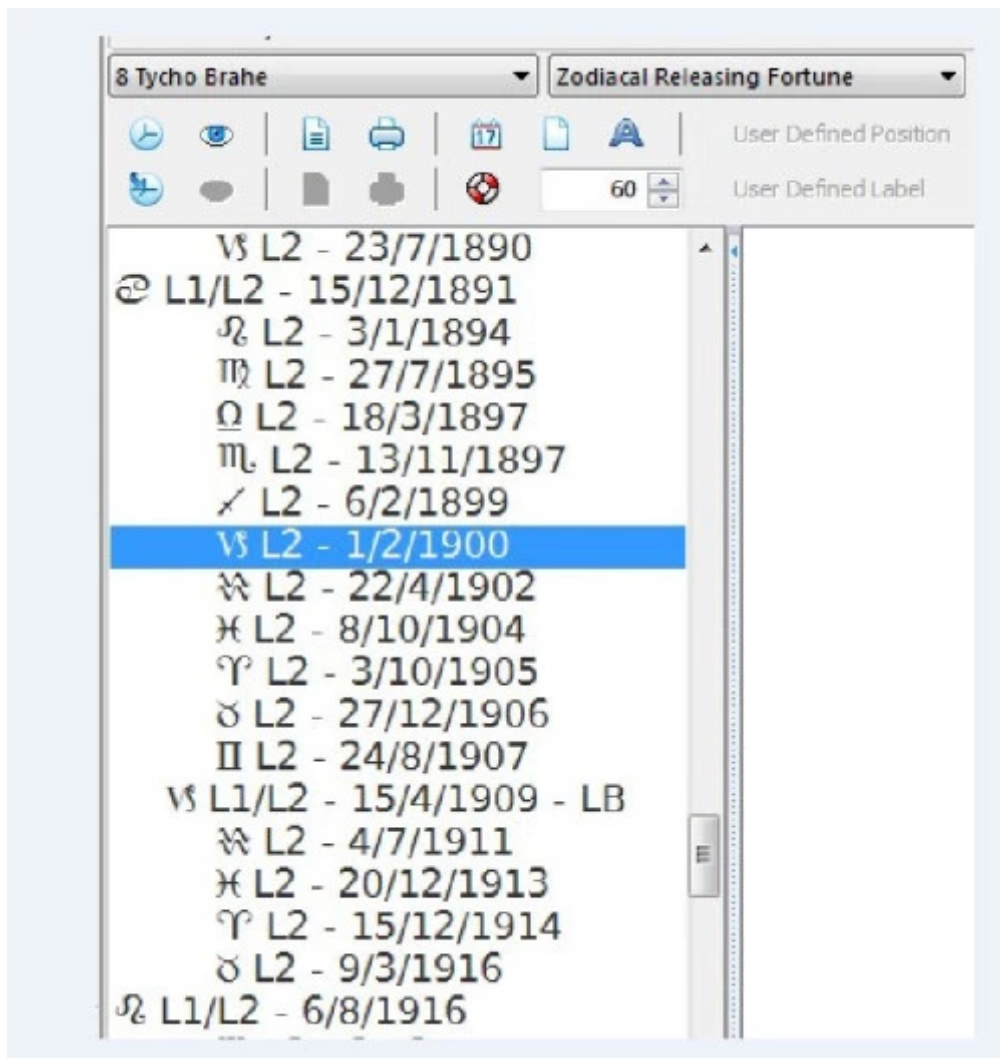 8 Tycho Brahe
Zodiacal Releasing Fortune
17
User Defined Position
60
User Defined Label
♑ L2 - 23/7/1890
♋ L1/L2 - 15/12/1891
♌ L2 - 3/1/1894
♍ L2 - 27/7/1895
♎ L2 - 18/3/1897
♏ L2 - 13/11/1897
♐ L2 - 6/2/1899
♑ L2 - 1/2/1900
♒ L2 - 22/4/1902
♓ L2 - 8/10/1904
♈ L2 - 3/10/1905
♉ L2 - 27/12/1906
♊ L2 - 24/8/1907
♑ L1/L2 - 15/4/1909 - LB
♒ L2 - 4/7/1911
♓ L2 - 20/12/1913
♈ L2 - 15/12/1914
♉ L2 - 9/3/1916
♌ L1/L2 - 6/8/1916